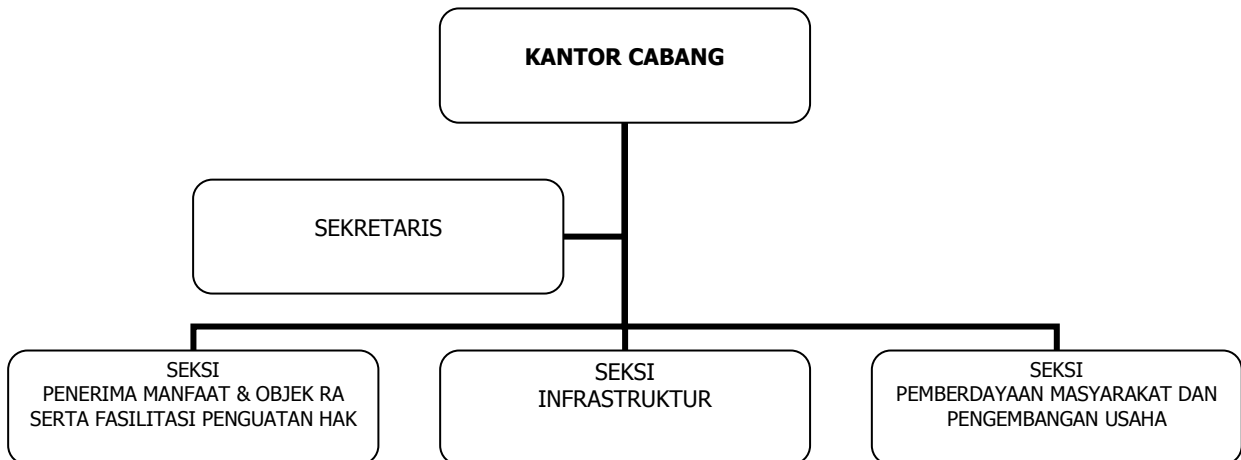 KANTOR CABANG
SEKRETARIS
SEKSI
PENERIMA MANFAAT & OBJEK RA
SERTA FASILITASI PENGUATAN HAK
SEKSI
INFRASTRUKTUR
SEKSI
PEMBERDAYAAN MASYARAKAT DAN
PENGEMBANGAN USAHA